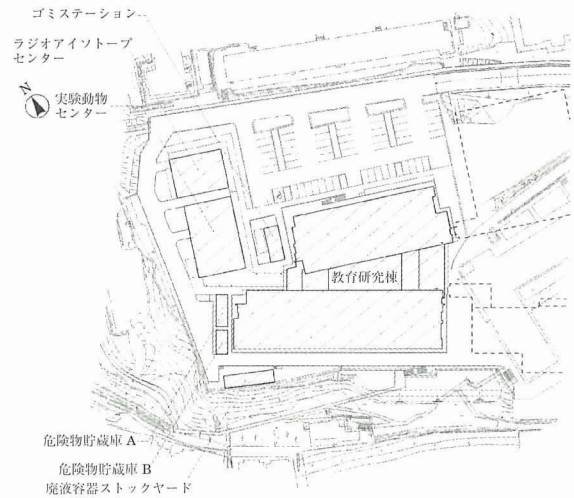 ゴミステーション
ラジオアイソトープ
センター
N
実験動物
センター
教育研究棟
危険物貯蔵庫 A
危険物貯蔵庫 B
廃液容器ストックヤード